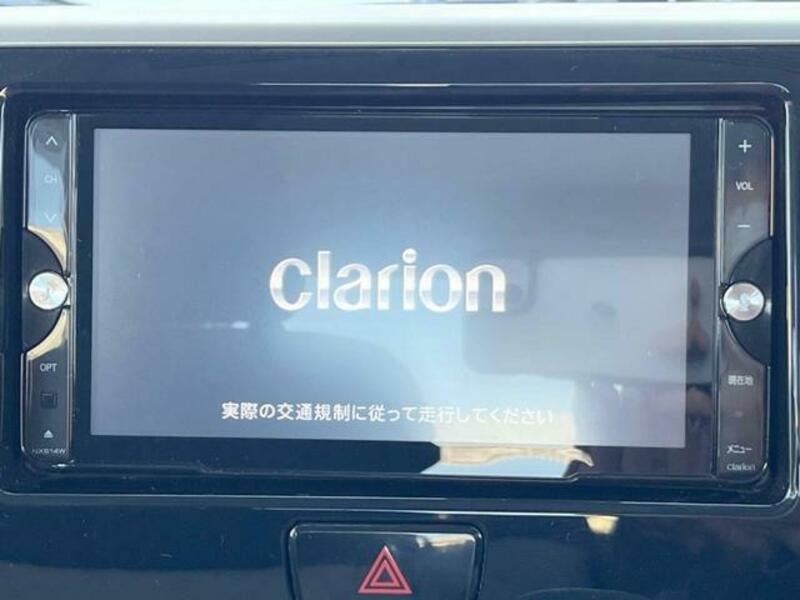 CH
OPT
NX614W
clarion
実際の交通規制に従って走行してください
+
VOL
−
現在地
メニュー
clarion